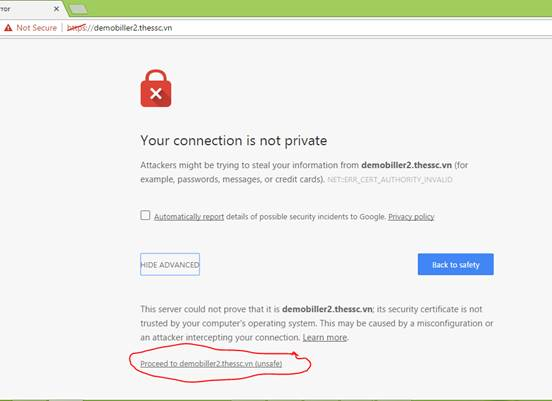 rror
Not Secure https://demobiller2.thessc.vn
Your connection is not private
Attackers might be trying to steal your information from demobiller2.thessc.vn (for
example, passwords, messages, or credit cards). NET::ERR_CERT_AUTHORITY_INVALID
Automatically report details of possible security incidents to Google. Privacy policy
HIDE ADVANCED Back to safety
This server could not prove that it is demobiller2.thessc.vn; its security certificate is not
trusted by your computer's operating system. This may be caused by a misconfiguration or
an attacker intercepting your connection. Learn more.
Proceed to demobiller2.thessc.vn (unsafe)